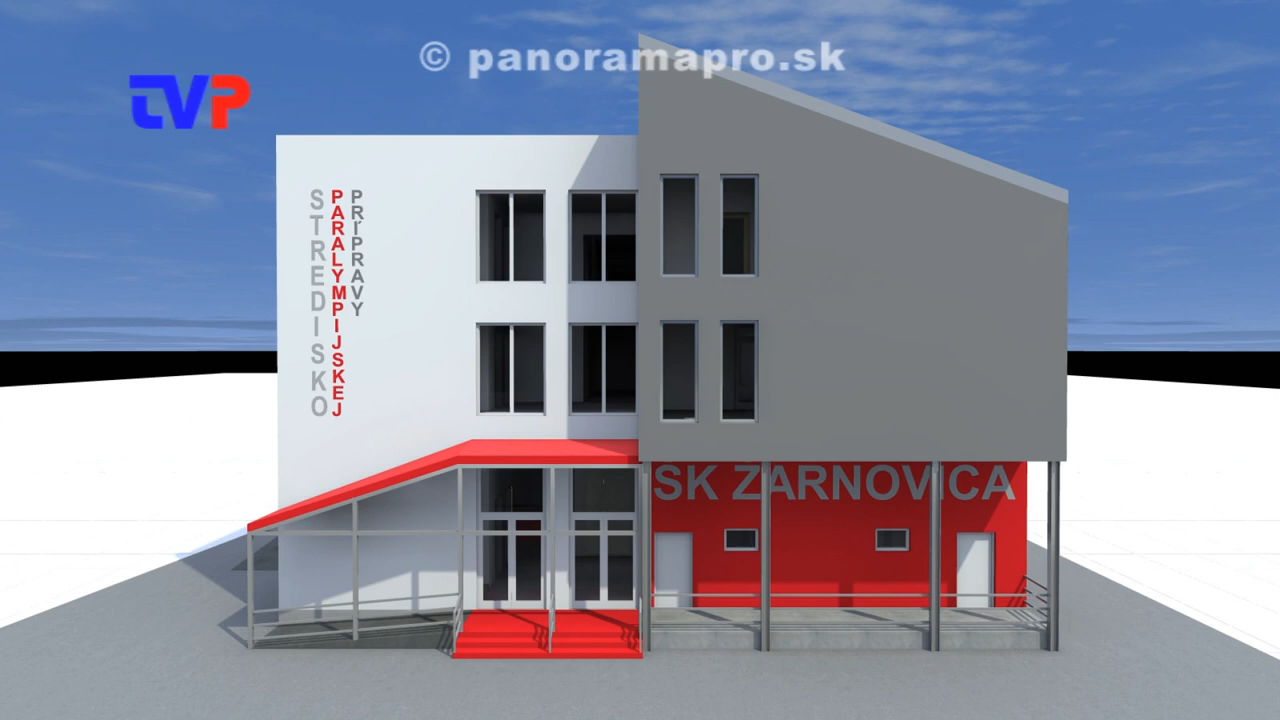 © panoramapro.sk
TVP
STREDISKO
PARALYMPIJSKEJ
PRÍPRAVY
SK ŽARNOVICA